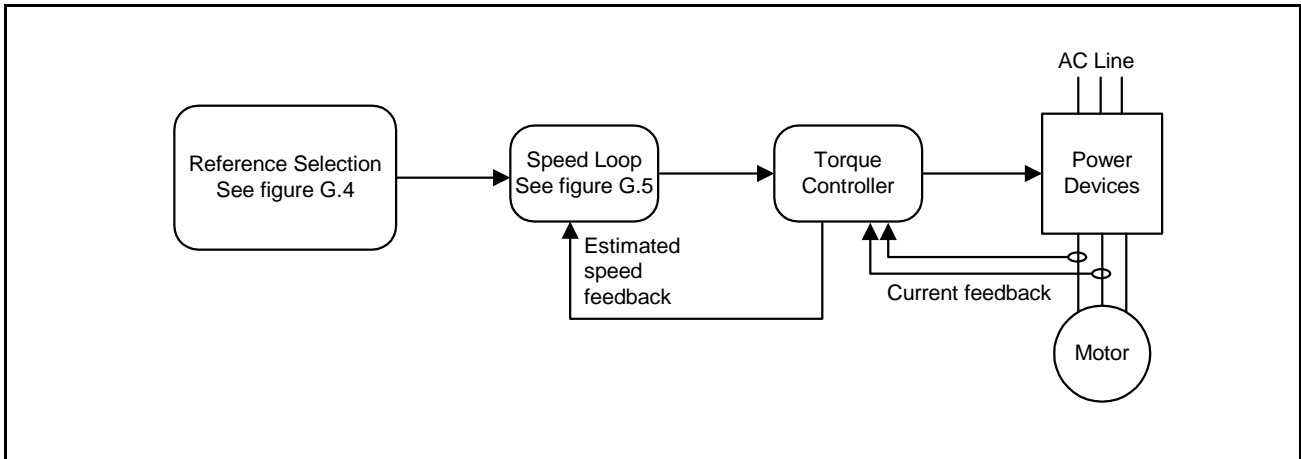 AC Line
Reference Selection
See figure G.4
Speed Loop
See figure G.5
Torque
Controller
Power
Devices
Estimated
speed
feedback
Current feedback
Motor